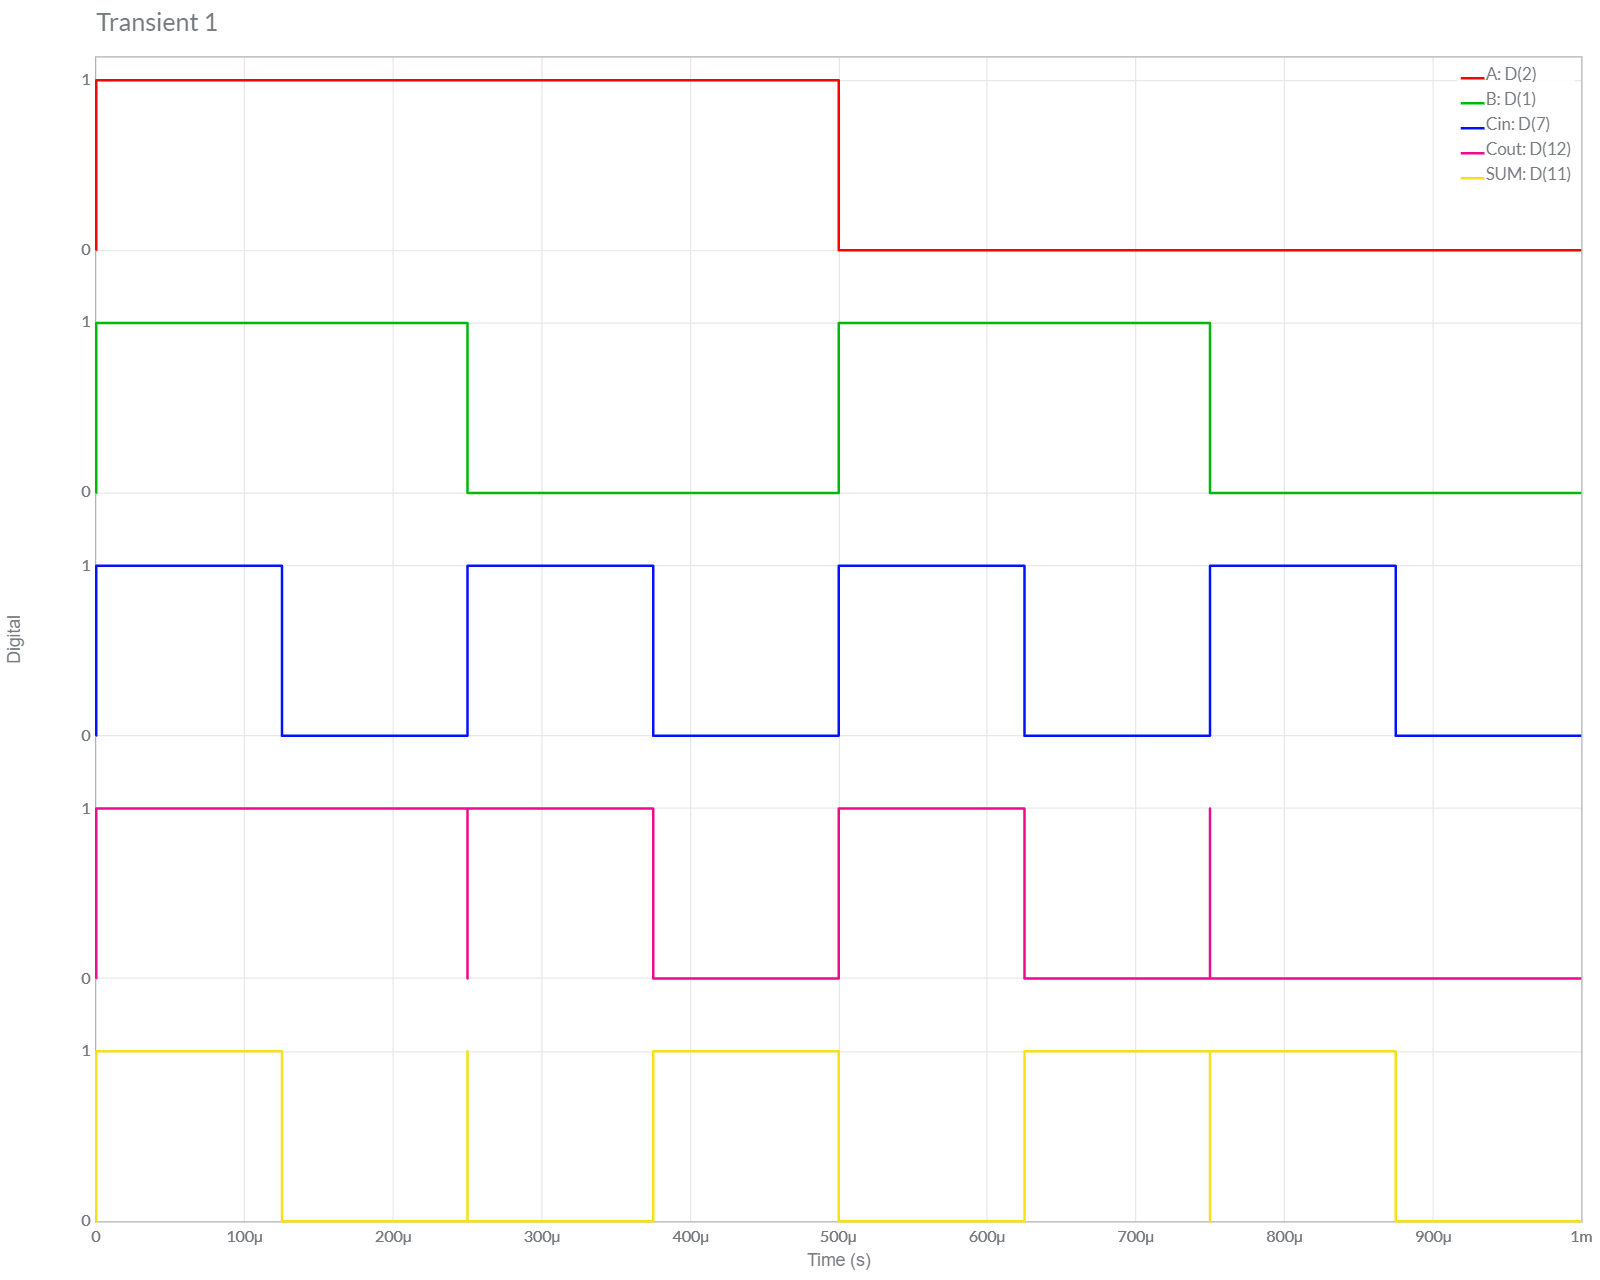 Transient 1
A: D(2)
B: D(1)
Cin: D(7)
Cout: D(12)
SUM: D(11)
1
0
1
0
1
0
1
0
1
0
Digital
0 100µ 200µ 300µ 400µ 500µ 600µ 700µ 800µ 900µ 1m
Time (s)